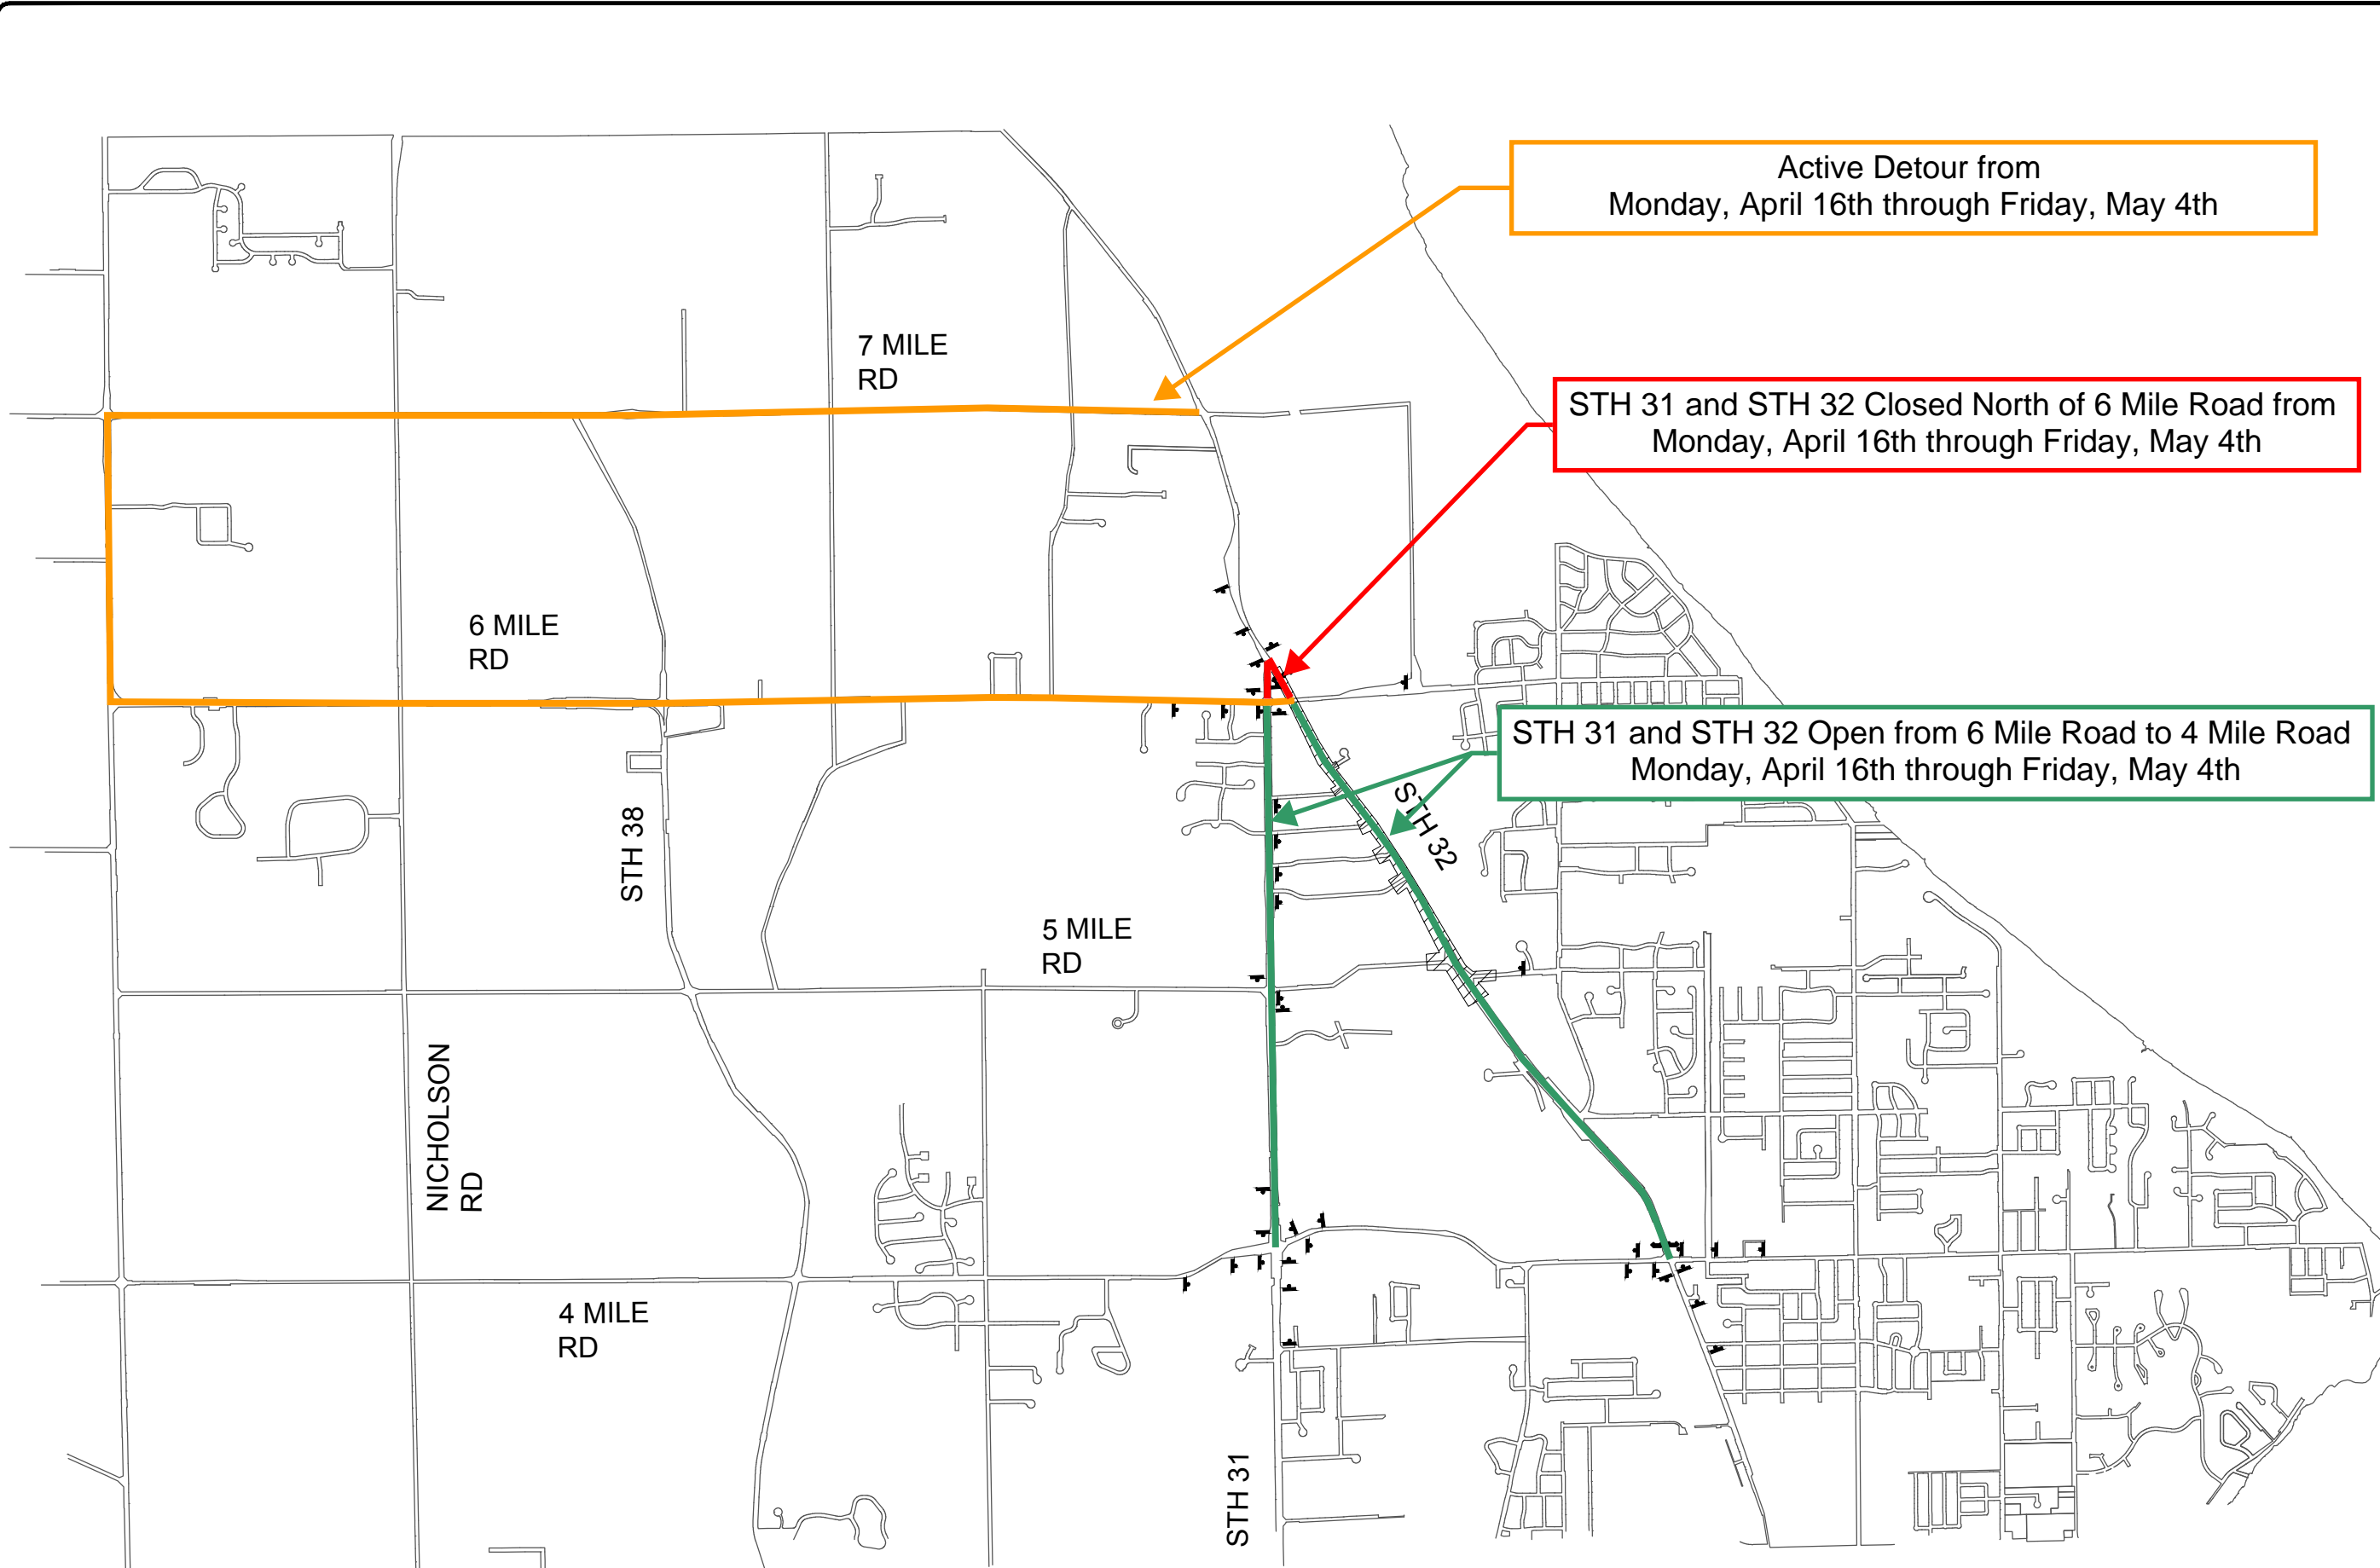 Active Detour from
Monday, April 16th through Friday, May 4th
7 MILE
RD
STH 31 and STH 32 Closed North of 6 Mile Road from
Monday, April 16th through Friday, May 4th
6 MILE
RD
STH 31 and STH 32 Open from 6 Mile Road to 4 Mile Road
Monday, April 16th through Friday, May 4th
STH 38
STH 32
5 MILE
RD
NICHOLSON
RD
4 MILE
RD
STH 31